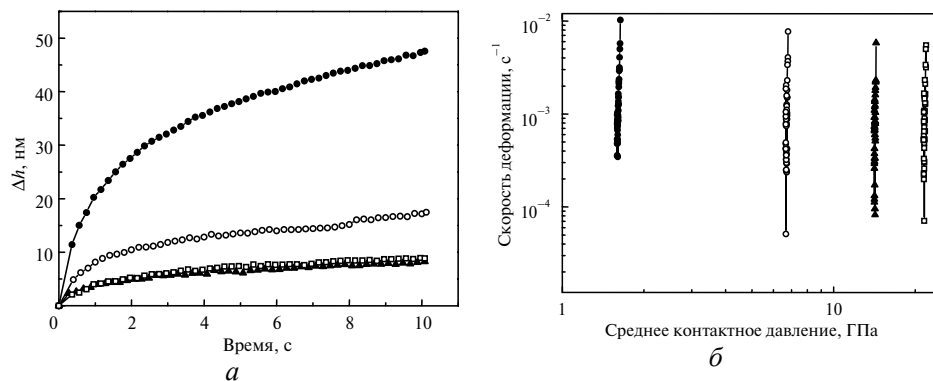 50
40
30
20
10
0
2
4
6
8
10
Δh, нм
Время, с
а
10⁻²
10⁻³
10⁻⁴
1
10
Скорость деформации, с⁻¹
Среднее контактное давление, ГПа
б